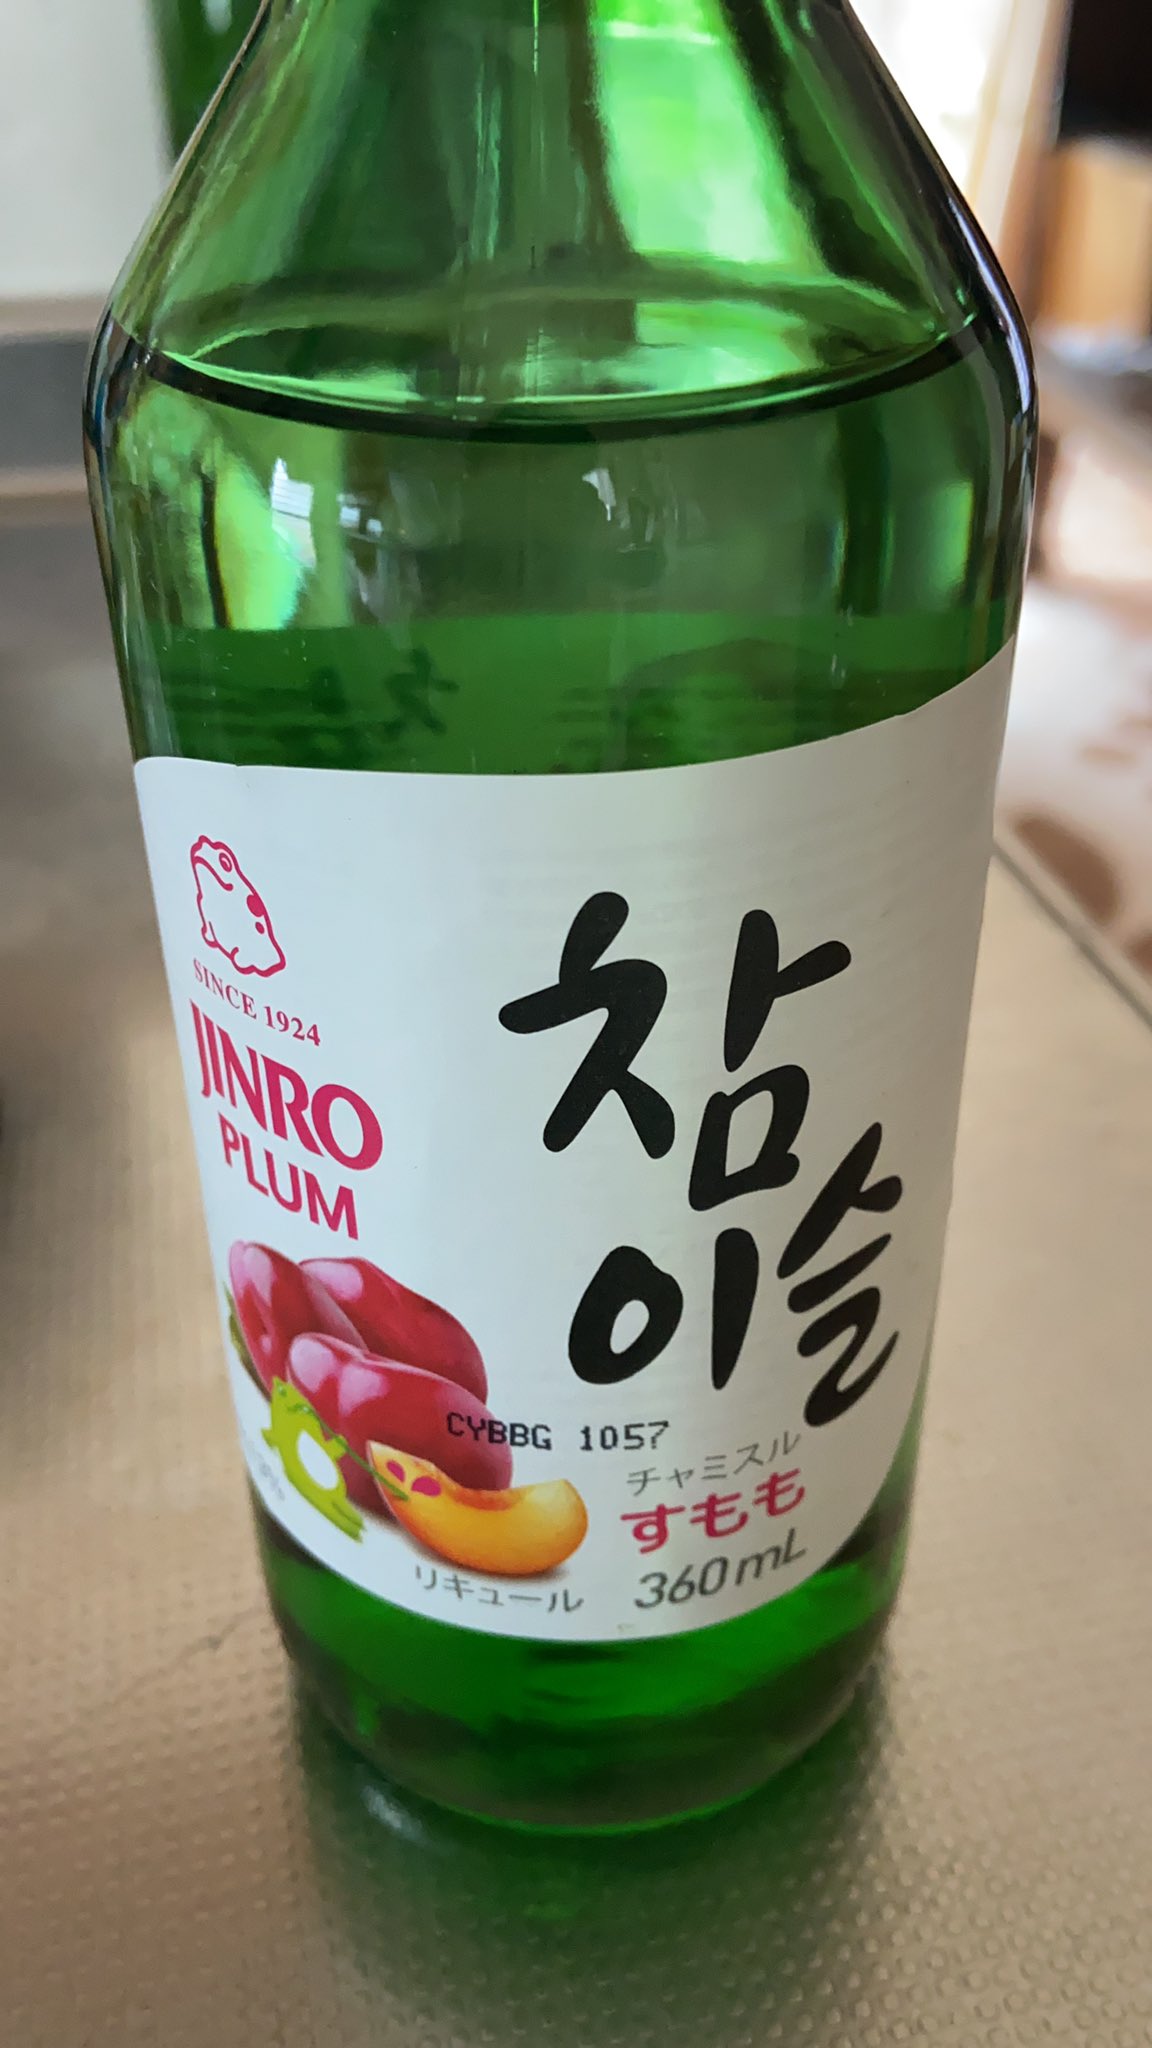 SINCE 1924
JINRO
PLUM
참
이슬
CYBBG 1057
チャミスル
すもも
リキュール
360mL